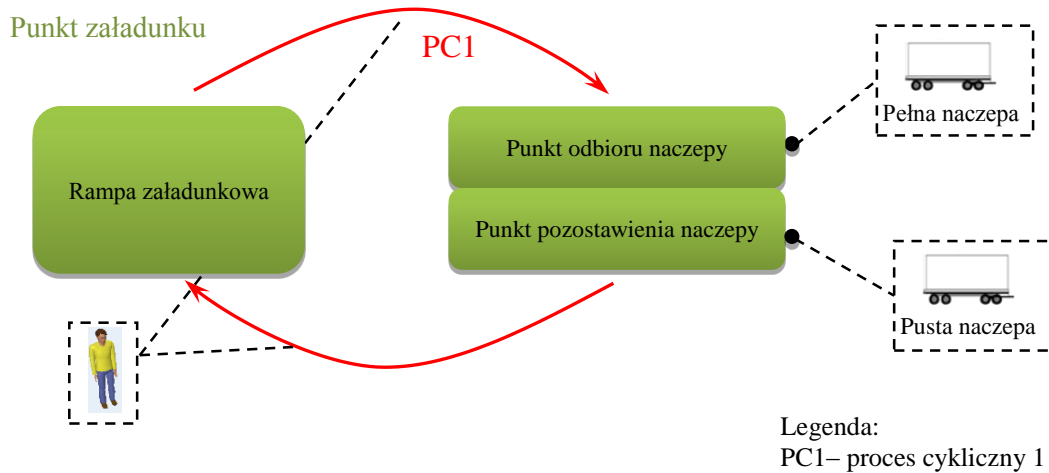 Punkt załadunku
PC1
Pełna naczepa
Rampa załadunkowa
Punkt odbioru naczepy
Punkt pozostawienia naczepy
Pusta naczepa
Legenda:
PC1– proces cykliczny 1